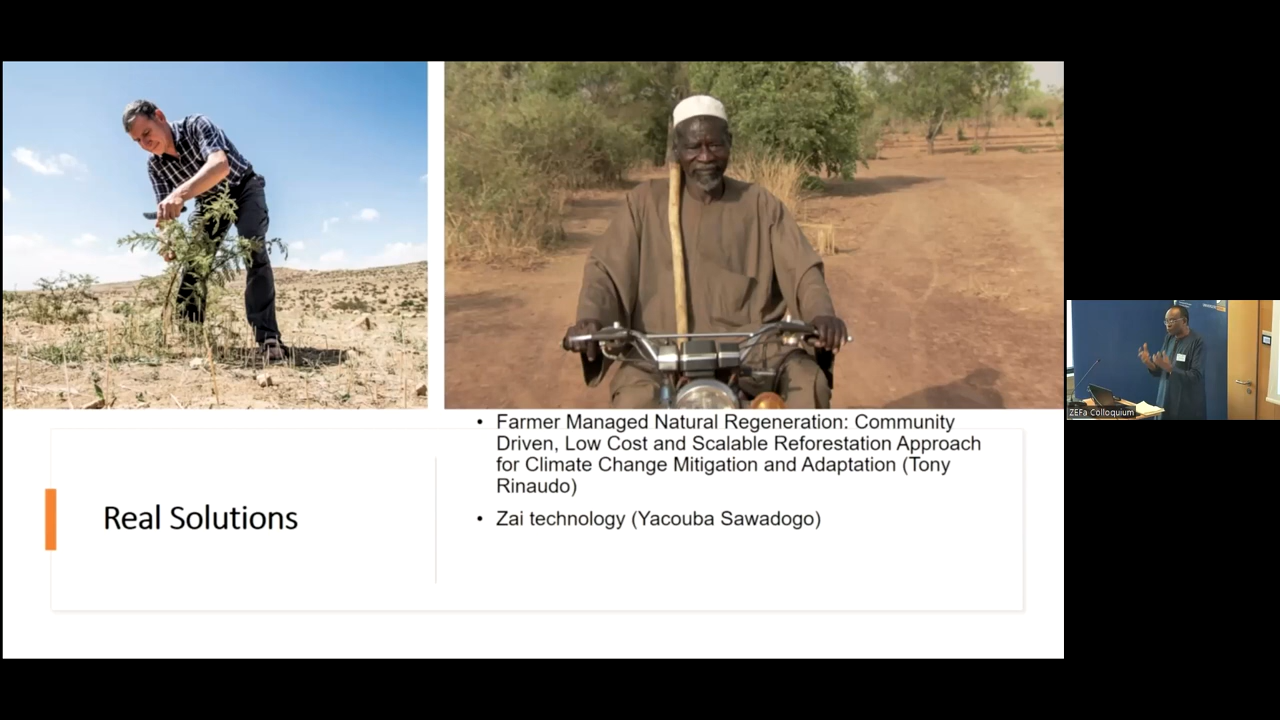 • Farmer Managed Natural Regeneration: Community
Driven, Low Cost and Scalable Reforestation Approach
for Climate Change Mitigation and Adaptation (Tony
Rinaudo)
• Zai technology (Yacouba Sawadogo)
Real Solutions
ZEFa Colloquium